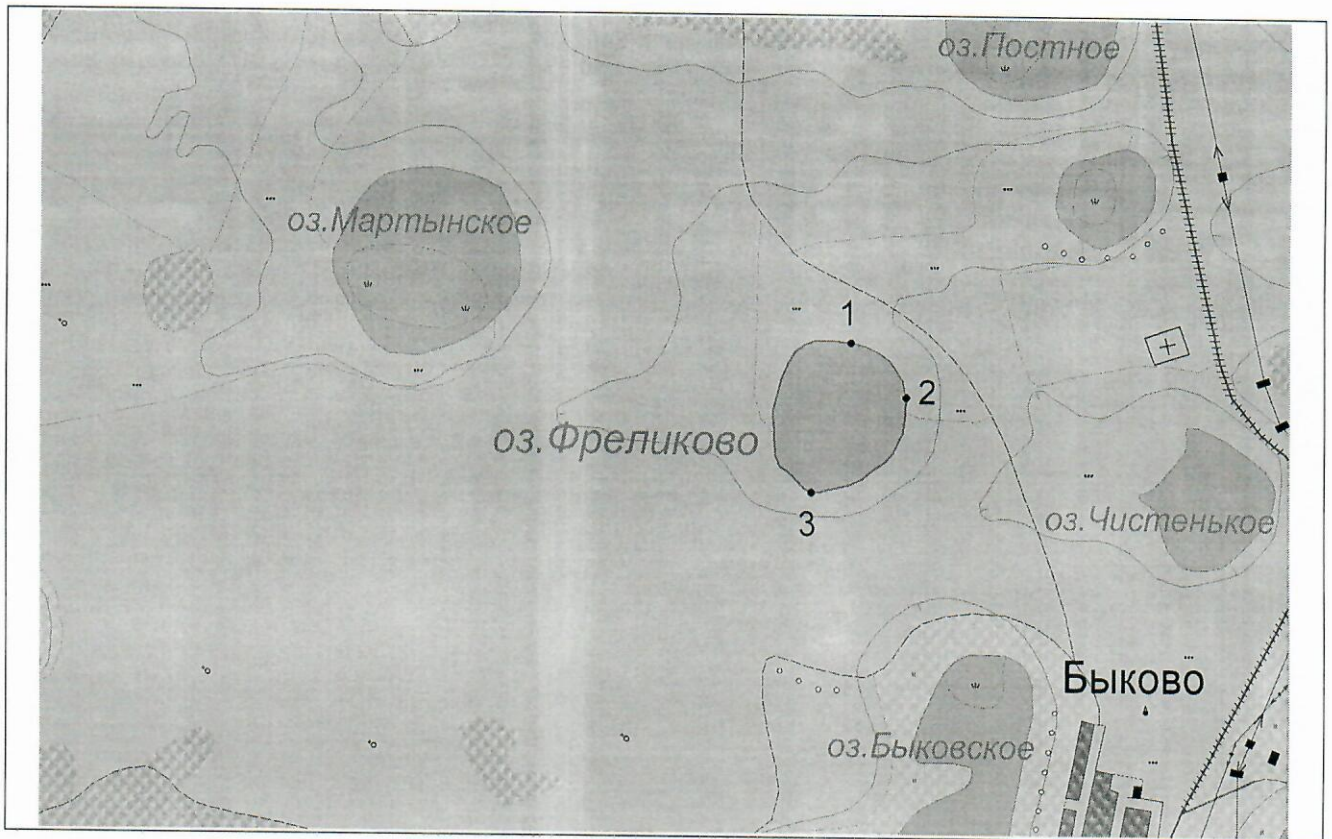 оз.Постное
оз.Мартынское
1
2
оз.Фреликово
3
оз.Чистенькое
Быково
оз.Быковское